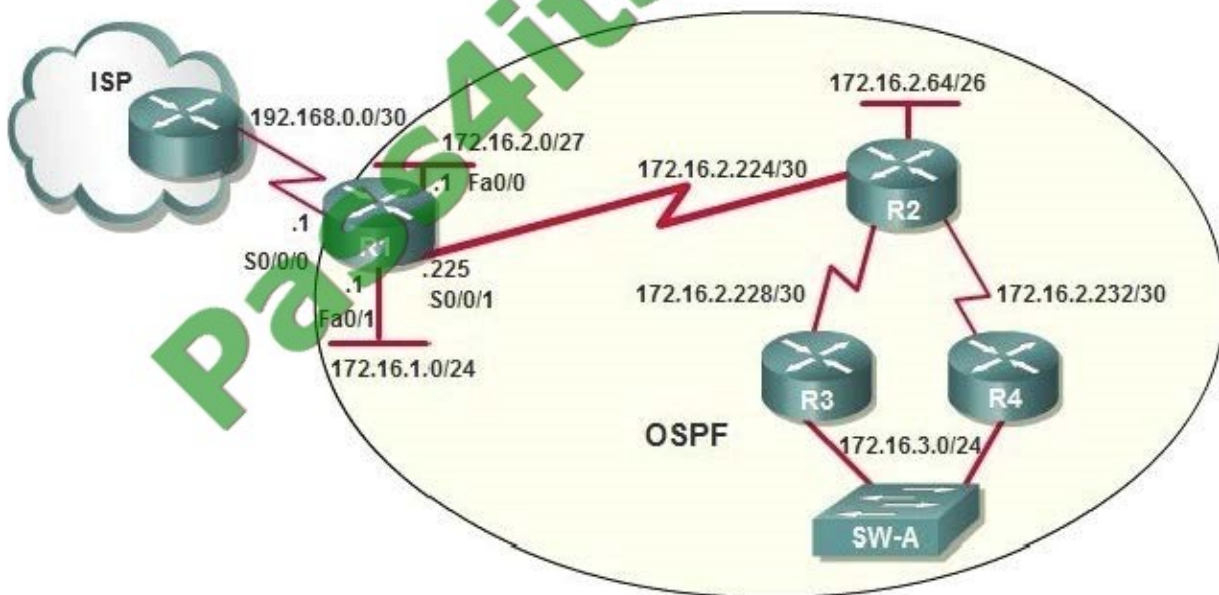 Pass4it
ISP
192.168.0.0/30
172.16.2.0/27
.1 Fa0/0
R1
.1
S0/0/0
.225
S0/0/1
.1
Fa0/1
172.16.1.0/24
172.16.2.224/30
172.16.2.64/26
R2
172.16.2.228/30
172.16.2.232/30
R3
R4
OSPF
172.16.3.0/24
SW-A